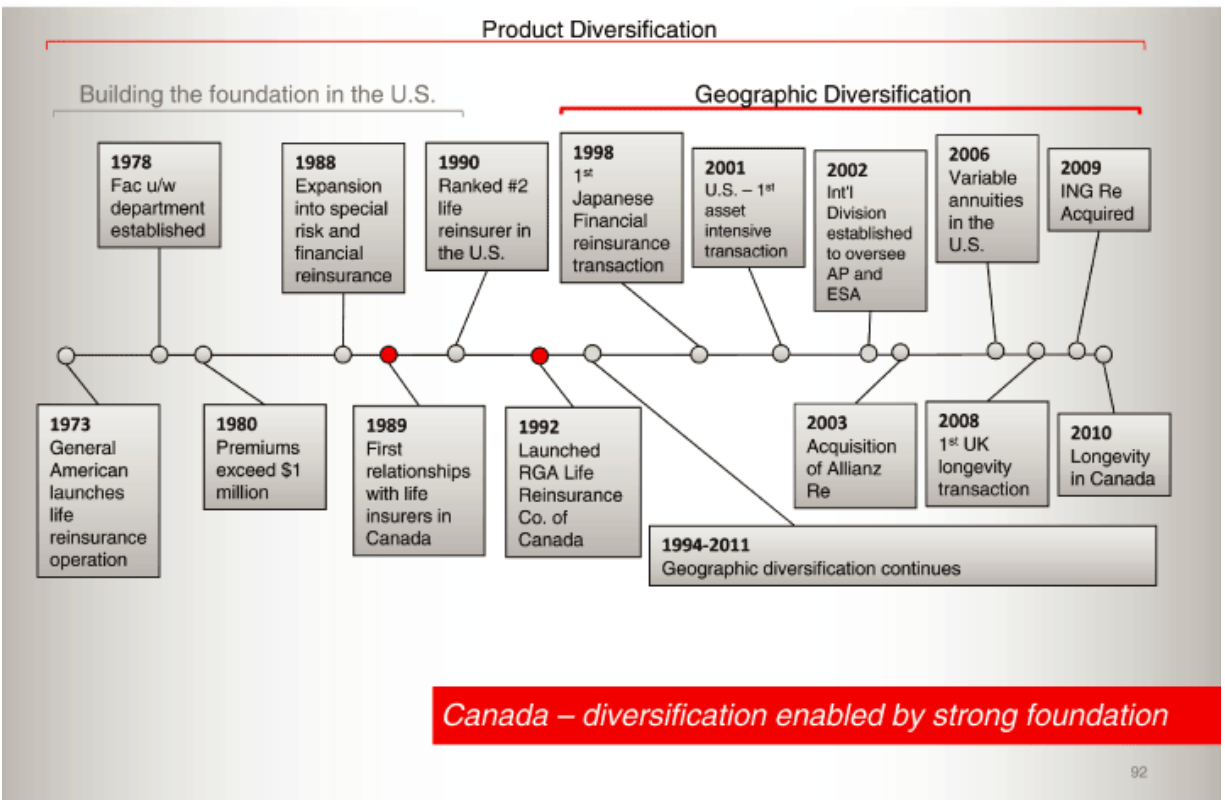 Product Diversification
Building the foundation in the U.S.
Geographic Diversification
1978
Fac u/w
department
established
1988
Expansion
into special
risk and
financial
reinsurance
1990
Ranked #2
life
reinsurer in
the U.S.
1998
1st
Japanese
Financial
reinsurance
transaction
2001
U.S. – 1st
asset
intensive
transaction
2002
Int'l
Division
established
to oversee
AP and
ESA
2006
Variable
annuities
in the
U.S.
2009
ING Re
Acquired
1973
General
American
launches
life
reinsurance
operation
1980
Premiums
exceed $1
million
1989
First
relationships
with life
insurers in
Canada
1992
Launched
RGA Life
Reinsurance
Co. of
Canada
1994-2011
Geographic diversification continues
2003
Acquisition
of Allianz
Re
2008
1st UK
longevity
transaction
2010
Longevity
in Canada
Canada – diversification enabled by strong foundation
92